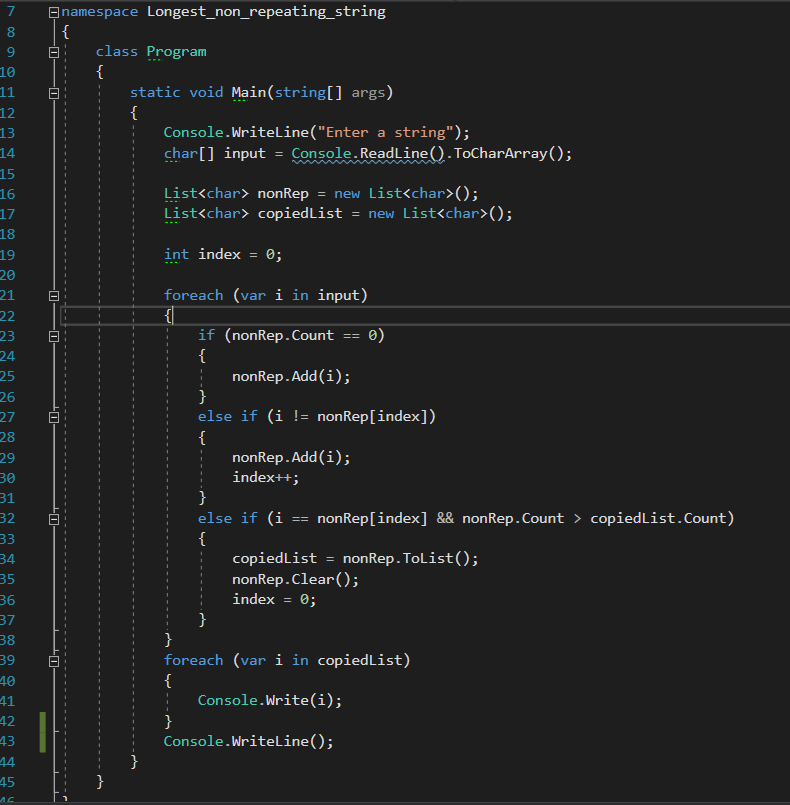 7 namespace Longest_non_repeating_string
8 {
9 class Program
10 {
11 static void Main(string[] args)
12 {
13 Console.WriteLine("Enter a string");
14 char[] input = Console.ReadLine().ToCharArray();
15
16 List<char> nonRep = new List<char>();
17 List<char> copiedList = new List<char>();
18
19 int index = 0;
20
21 foreach (var i in input)
22 {
23 if (nonRep.Count == 0)
24 {
25 nonRep.Add(i);
26 }
27 else if (i != nonRep[index])
28 {
29 nonRep.Add(i);
30 index++;
31 }
32 else if (i == nonRep[index] && nonRep.Count > copiedList.Count)
33 {
34 copiedList = nonRep.ToList();
35 nonRep.Clear();
36 index = 0;
37 }
38 }
39 foreach (var i in copiedList)
40 {
41 Console.Write(i);
42 }
43 Console.WriteLine();
44 }
45 }
46 }